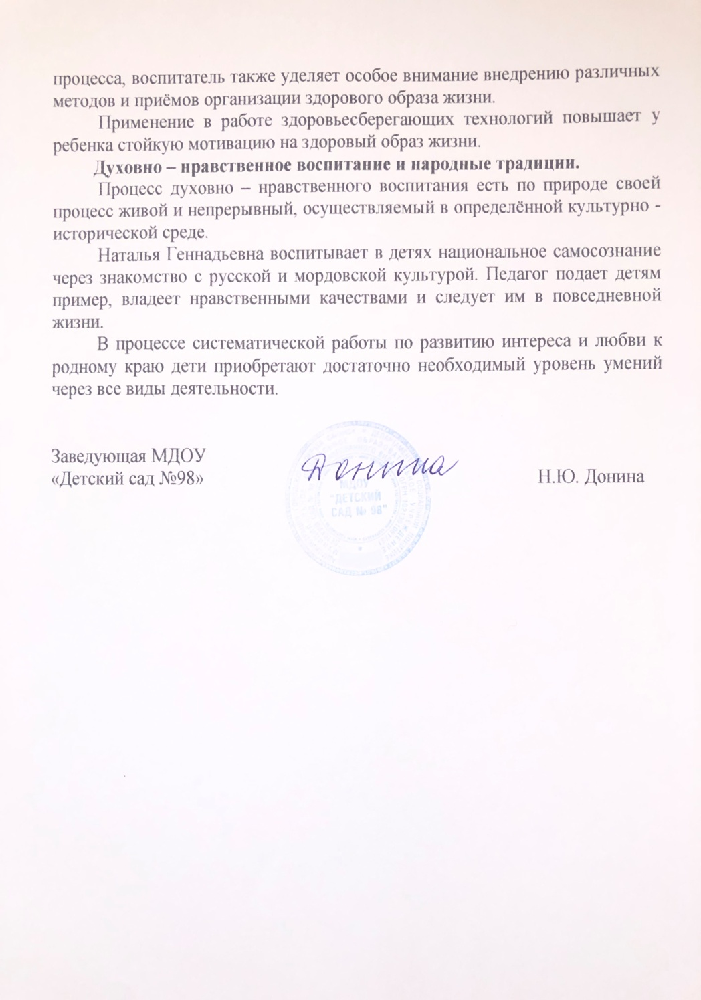 процесса, воспитатель также уделяет особое внимание внедрению различных
методов и приёмов организации здорового образа жизни.
Применение в работе здоровьесберегающих технологий повышает у
ребенка стойкую мотивацию на здоровый образ жизни.
Духовно – нравственное воспитание и народные традиции.
Процесс духовно – нравственного воспитания есть по природе своей
процесс живой и непрерывный, осуществляемый в определённой культурно -
исторической среде.
Наталья Геннадьевна воспитывает в детях национальное самосознание
через знакомство с русской и мордовской культурой. Педагог подает детям
пример, владеет нравственными качествами и следует им в повседневной
жизни.
В процессе систематической работы по развитию интереса и любви к
родному краю дети приобретают достаточно необходимый уровень умений
через все виды деятельности.
Заведующая МДОУ
«Детский сад №98»
Донина
Н.Ю. Донина
МДОУ
"ДЕТСКИЙ
САД № 98"